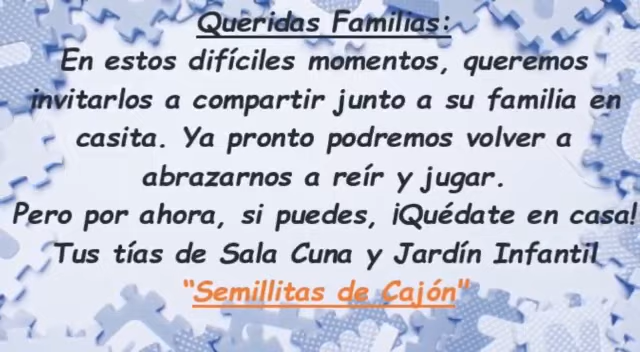 Queridas Familias:
En estos difíciles momentos, queremos
invitarlos a compartir junto a su familia en
casita. Ya pronto podremos volver a
abrazarnos a reír y jugar.
Pero por ahora, si puedes, ¡Quédate en casa!
Tus tías de Sala Cuna y Jardín Infantil
“Semillitas de Cajón”